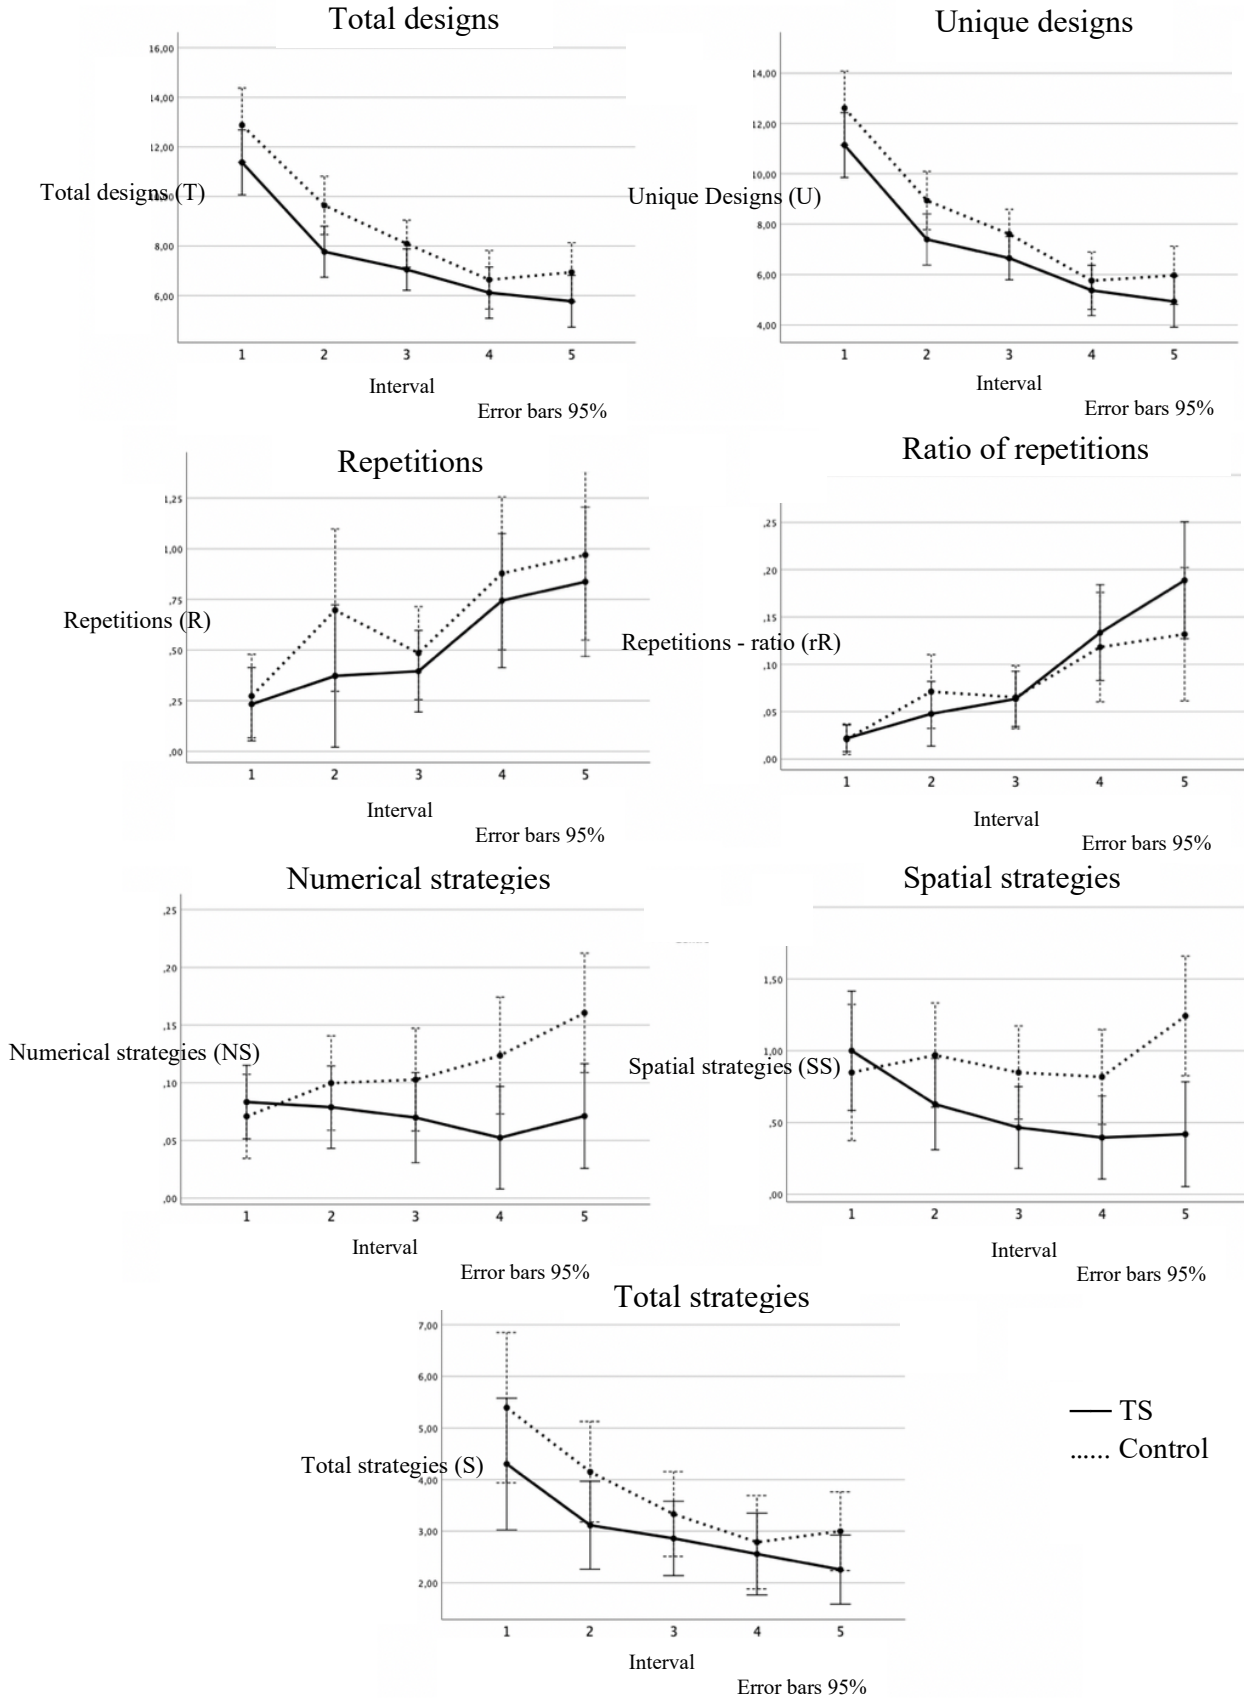 Total designs
16,00
14,00
12,00
Total designs (T)
8,00
6,00
1 2 3 4 5
Interval
Error bars 95%
Unique designs
14,00
12,00
10,00
Unique Designs (U)
8,00
6,00
4,00
1 2 3 4 5
Interval
Error bars 95%
Repetitions
1,25
1,00
,75
Repetitions (R)
,50
,25
,00
1 2 3 4 5
Interval
Error bars 95%
Ratio of repetitions
,25
,20
,15
Repetitions - ratio (rR)
,10
,05
,00
1 2 3 4 5
Interval
Error bars 95%
Numerical strategies
,25
,20
,15
Numerical strategies (NS)
,10
,05
,00
1 2 3 4 5
Interval
Error bars 95%
Spatial strategies
1,50
1,00
Spatial strategies (SS)
,50
,00
1 2 3 4 5
Interval
Error bars 95%
Total strategies
7,00
6,00
5,00
Total strategies (S)
4,00
3,00
2,00
1 2 3 4 5
Interval
Error bars 95%
TS
Control